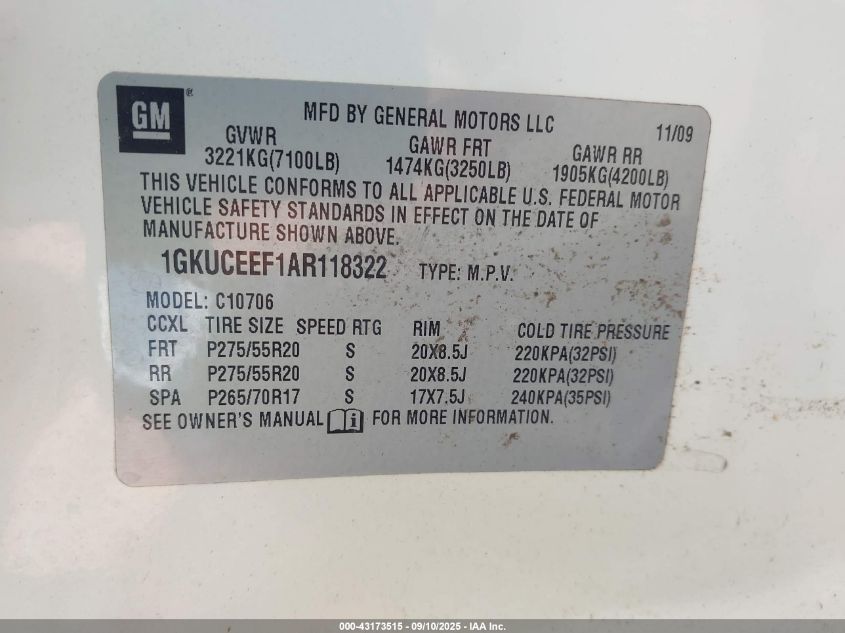 GM ®
MFD BY GENERAL MOTORS LLC 11/09
GVWR GAWR FRT GAWR RR
3221KG(7100LB) 1474KG(3250LB) 1905KG(4200LB)
THIS VEHICLE CONFORMS TO ALL APPLICABLE U.S. FEDERAL MOTOR
VEHICLE SAFETY STANDARDS IN EFFECT ON THE DATE OF
MANUFACTURE SHOWN ABOVE.
1GKUCEEF1AR118322 TYPE: M.P.V.
MODEL: C10706
CCXL TIRE SIZE SPEED RTG RIM COLD TIRE PRESSURE
FRT P275/55R20 S 20X8.5J 220KPA(32PSI)
RR P275/55R20 S 20X8.5J 220KPA(32PSI)
SPA P265/70R17 S 17X7.5J 240KPA(35PSI)
SEE OWNER'S MANUAL i FOR MORE INFORMATION.
000-43173515 - 09/10/2025 - IAA Inc.